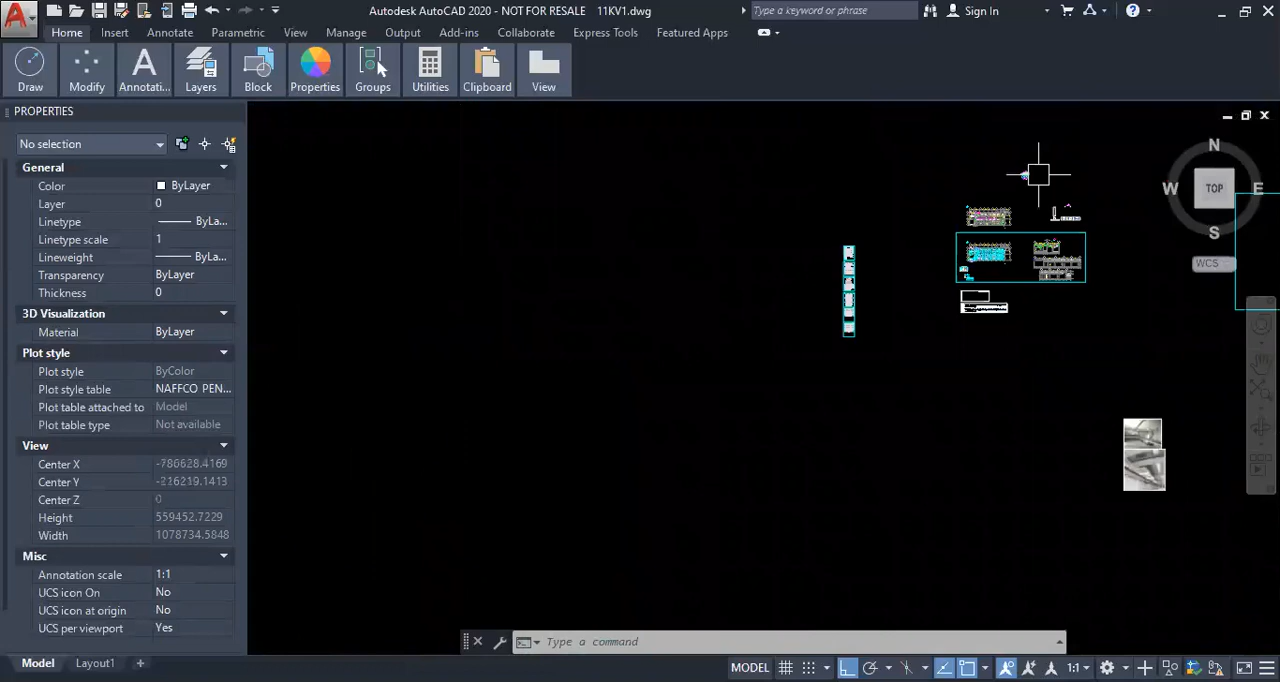 Autodesk AutoCAD 2020 - NOT FOR RESALE 11KV1.dwg
Type a keyword or phrase
Sign In
Home Insert Annotate Parametric View Manage Output Add-ins Collaborate Express Tools Featured Apps
Draw Modify Annotati... Layers Block Properties Groups Utilities Clipboard View
PROPERTIES
No selection
General
Color ByLayer
Layer 0
Linetype ByLa...
Linetype scale 1
Lineweight ByLa...
Transparency ByLayer
Thickness 0
3D Visualization
Material ByLayer
Plot style
Plot style ByColor
Plot style table NAFFCO PEN...
Plot table attached to Model
Plot table type Not available
View
Center X -780628.4169
Center Y -216219.1413
Center Z 0
Height 559452.7229
Width 1078734.5848
Misc
Annotation scale 1:1
UCS icon On No
UCS icon at origin No
UCS per viewport Yes
N
W TOP E
S
WCS
Type a command
Model Layout1 +
MODEL 1:1